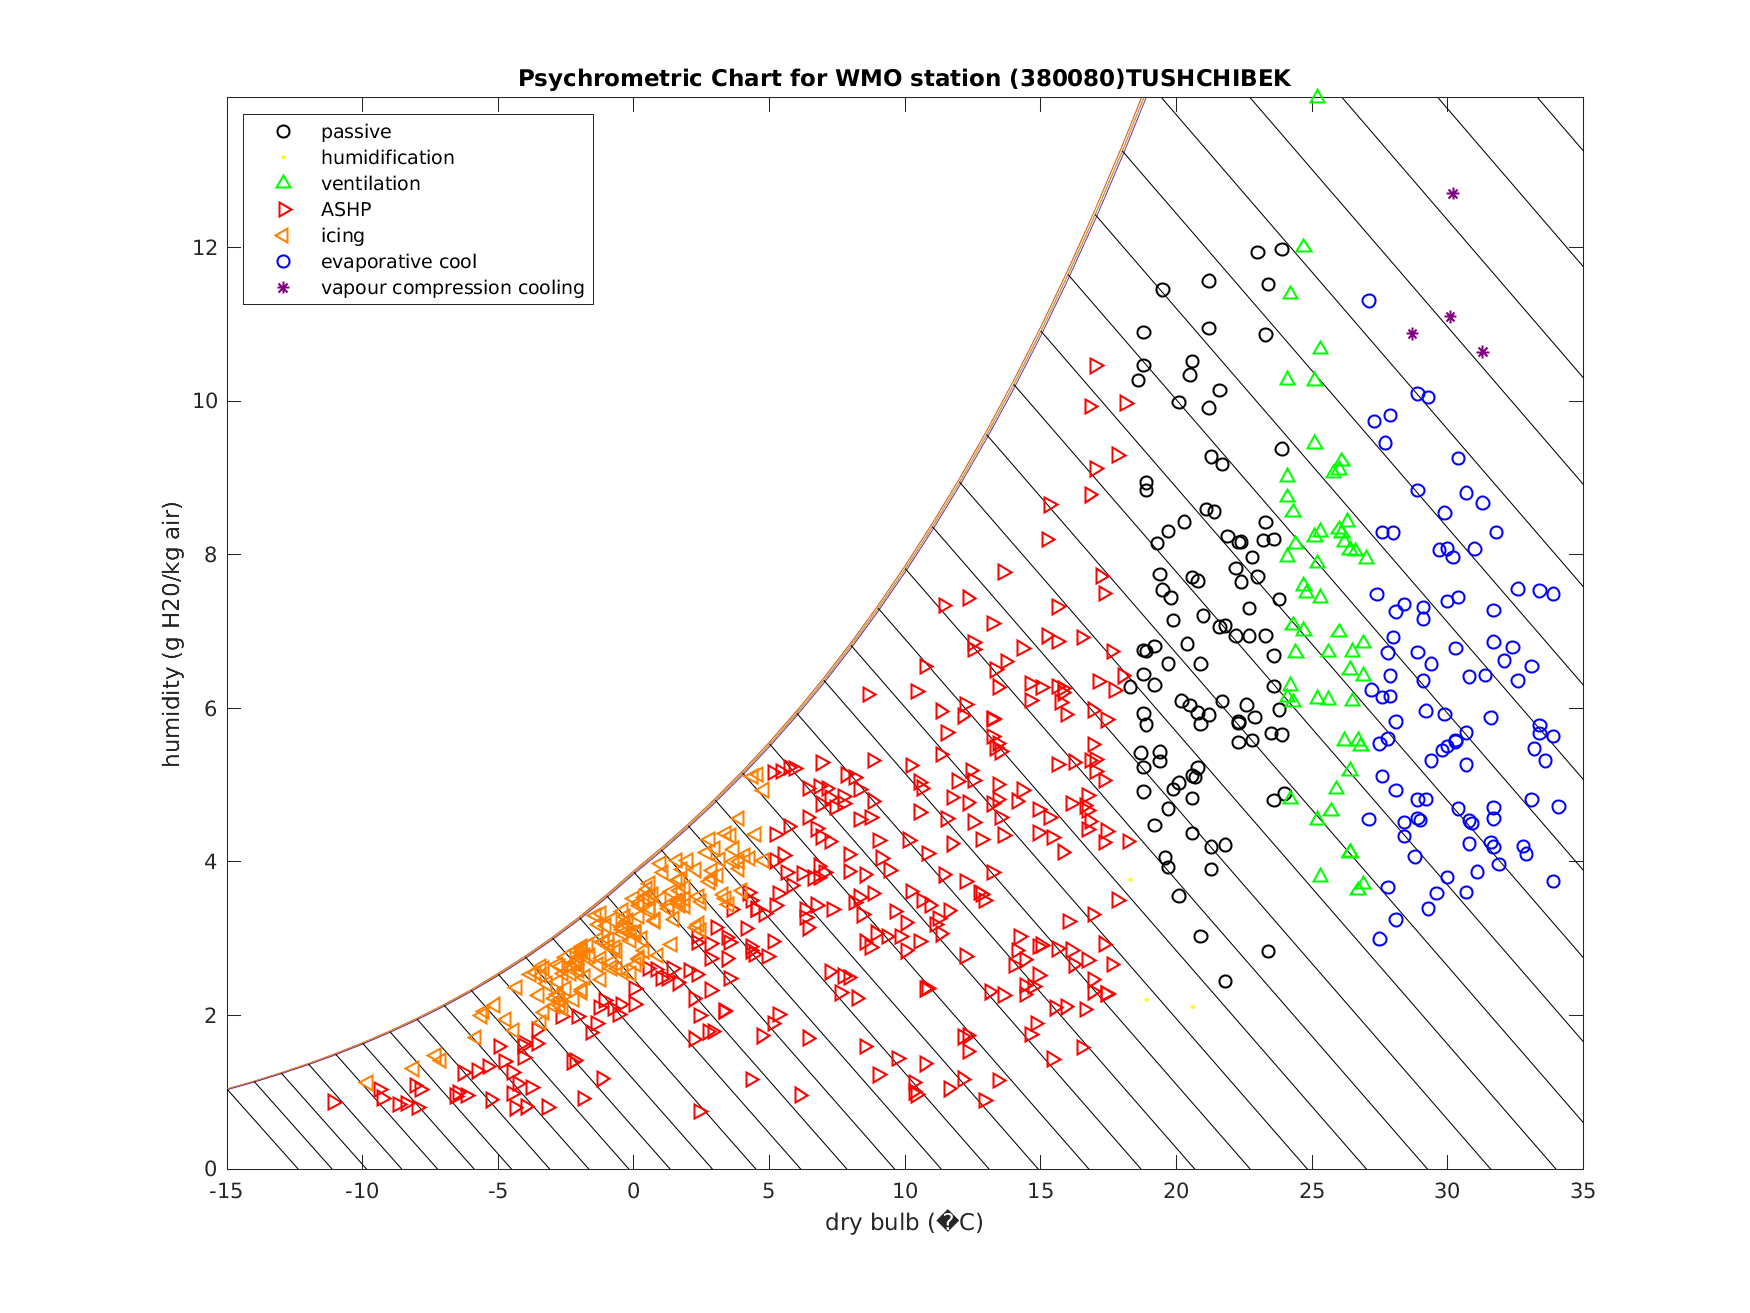 Psychrometric Chart for WMO station (380080)TUSHCHIBEK
passive
humidification
ventilation
ASHP
icing
evaporative cool
vapour compression cooling
humidity (g H20/kg air)
12
10
8
6
4
2
0
-15 -10 -5 0 5 10 15 20 25 30 35
dry bulb (�C)